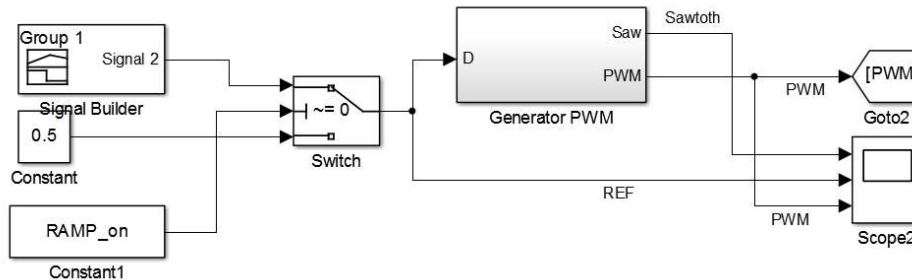 Group 1
Signal 2
Signal Builder
0.5
Constant
RAMP_on
Constant1
~= 0
Switch
D
Saw
PWM
Generator PWM
Sawtoth
PWM
[PWM
Goto2
REF
PWM
Scope2